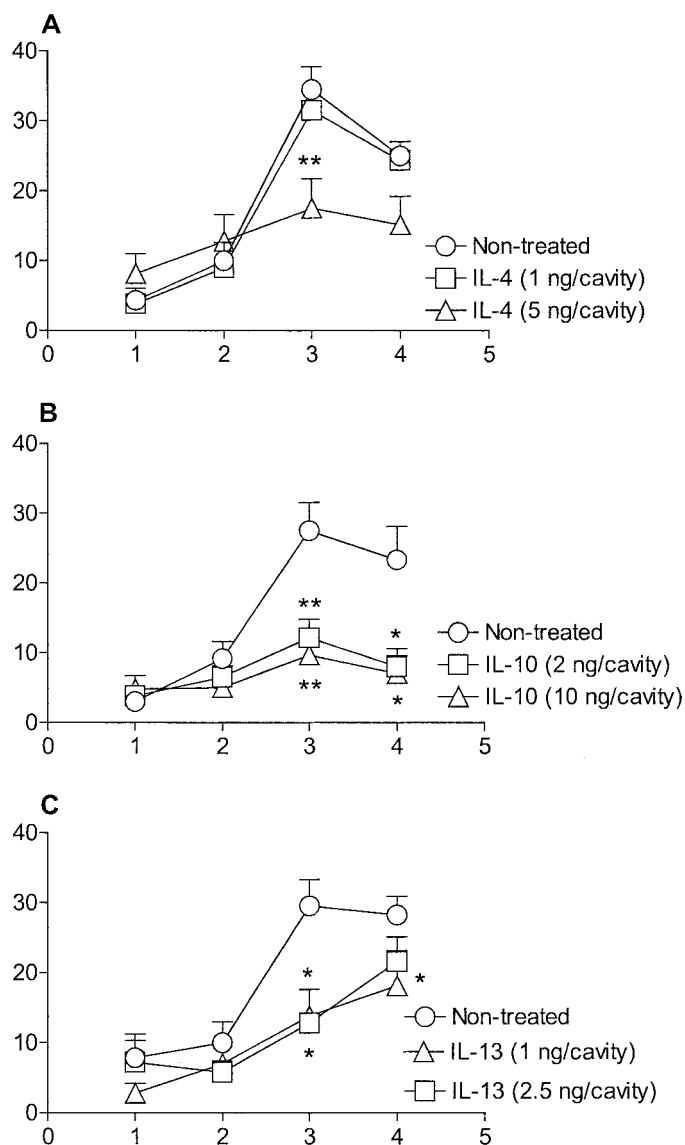 A
40
30
**
20
10
Non-treated
IL-4 (1 ng/cavity)
IL-4 (5 ng/cavity)
0
0 1 2 3 4 5
B
40
30
20
**
*
10
Non-treated
IL-10 (2 ng/cavity)
IL-10 (10 ng/cavity)
**
*
0
0 1 2 3 4 5
C
40
30
20
*
*
10
Non-treated
*
IL-13 (1 ng/cavity)
IL-13 (2.5 ng/cavity)
0
0 1 2 3 4 5